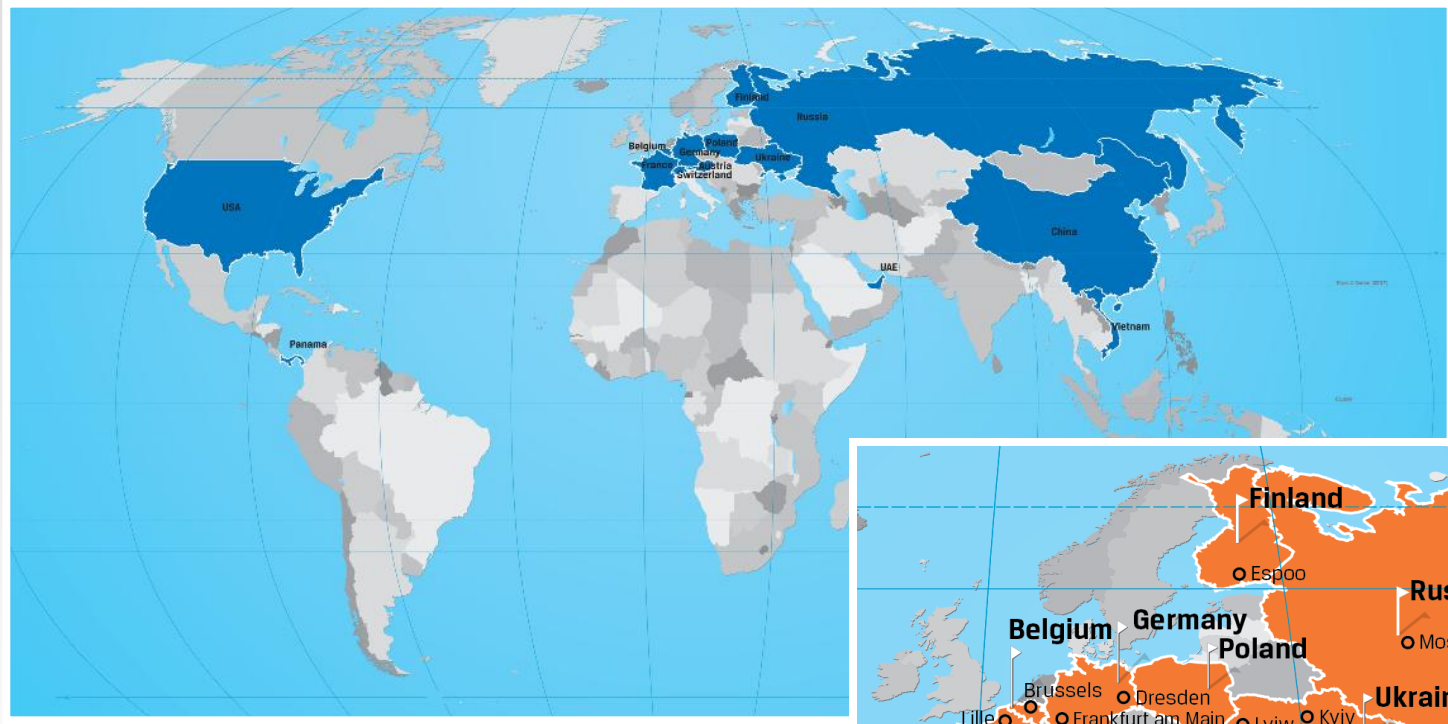 Finland
Russia
Belgium
Poland
Germany
Ukraine
France
Austria
Switzerland
USA
China
UAE
Vietnam
Panama
Finland
Espoo
Rus
Mos
Belgium
Germany
Poland
Brussels
Dresden
Ukrain
Lille
Frankfurt am Main
Lviw
Kyiv